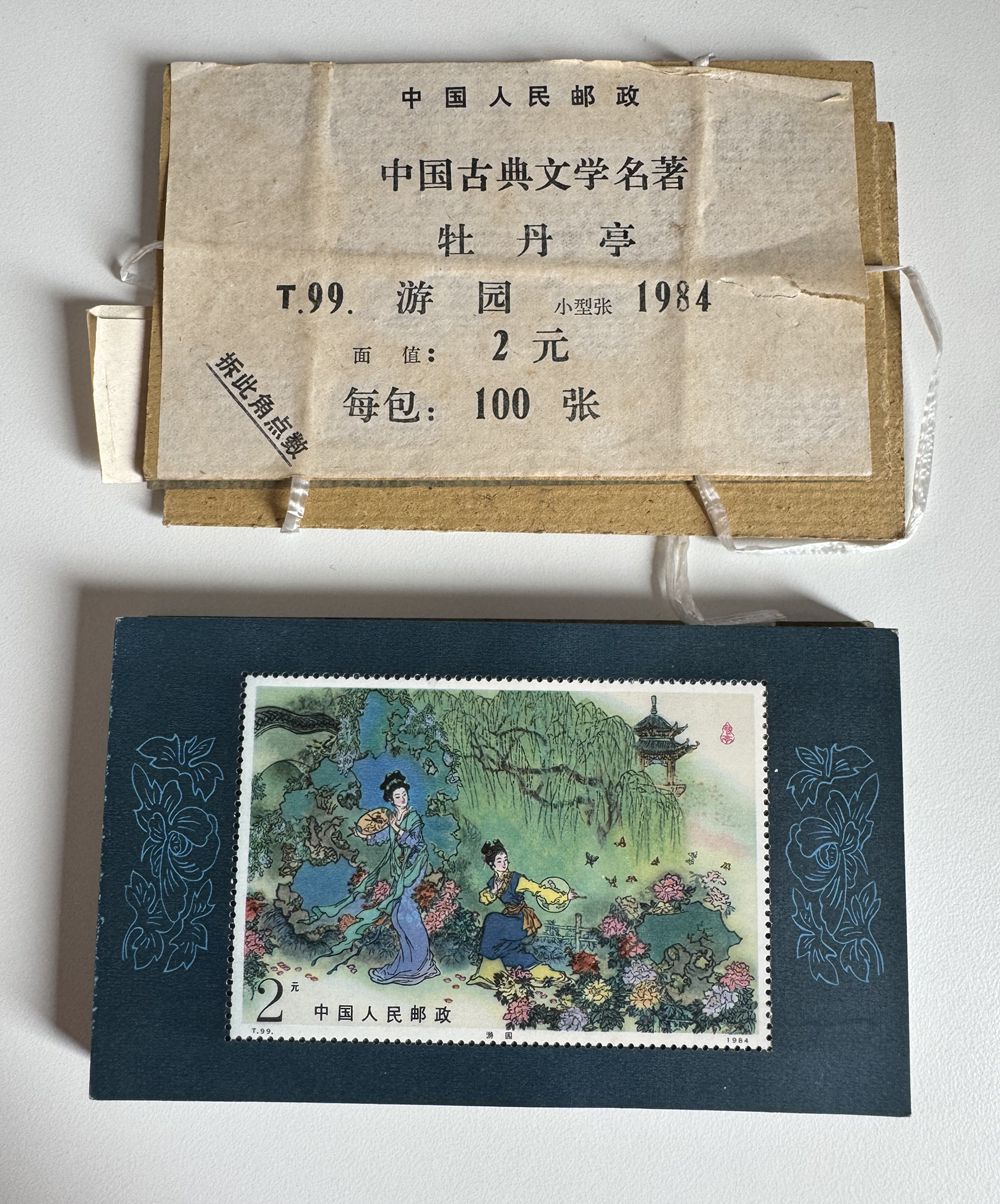 中国人民邮政
中国古典文学名著
牡丹亭
T.99. 游园 小型张 1984
面值： 2元
每包： 100 张
拆此角点数
2元 中国人民邮政
T.99. 游园 1984